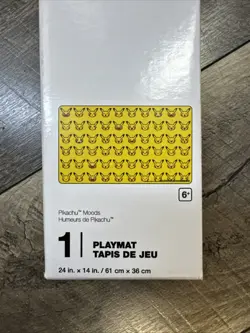 6+
Pikachu™ Moods
Humeurs de Pikachu™
1 PLAYMAT
TAPIS DE JEU
24 in. x 14 in. / 61 cm x 36 cm